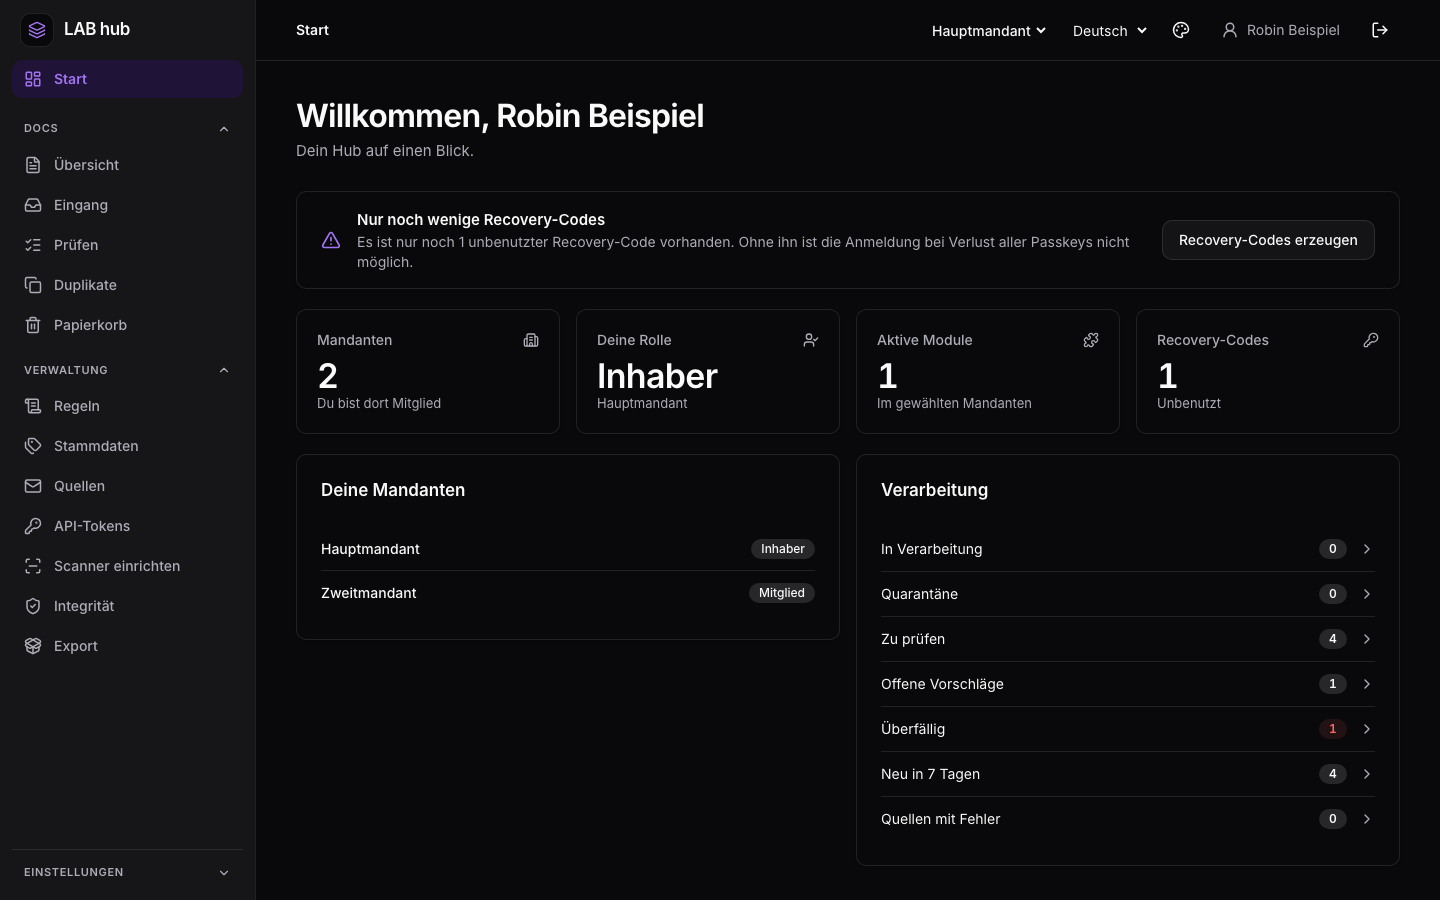 LAB hub
Start
DOCS
Übersicht
Eingang
Prüfen
Duplikate
Papierkorb
VERWALTUNG
Regeln
Stammdaten
Quellen
API-Tokens
Scanner einrichten
Integrität
Export
EINSTELLUNGEN
Start
Hauptmandant
Deutsch
Robin Beispiel
Willkommen, Robin Beispiel
Dein Hub auf einen Blick.
Nur noch wenige Recovery-Codes
Es ist nur noch 1 unbenutzter Recovery-Code vorhanden. Ohne ihn ist die Anmeldung bei Verlust aller Passkeys nicht
möglich.
Recovery-Codes erzeugen
Mandanten
2
Du bist dort Mitglied
Deine Rolle
Inhaber
Hauptmandant
Aktive Module
1
Im gewählten Mandanten
Recovery-Codes
1
Unbenutzt
Deine Mandanten
Hauptmandant Inhaber
Zweitmandant Mitglied
Verarbeitung
In Verarbeitung 0
Quarantäne 0
Zu prüfen 4
Offene Vorschläge 1
Überfällig 1
Neu in 7 Tagen 4
Quellen mit Fehler 0